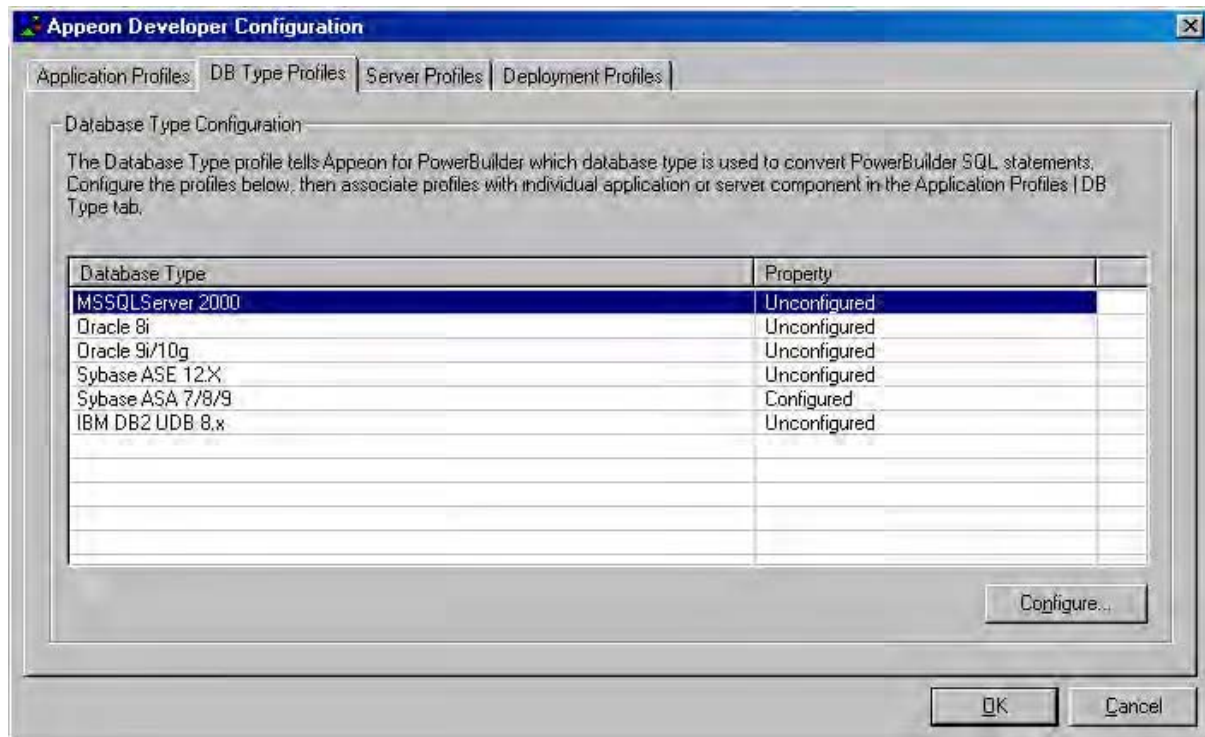 Appeon Developer Configuration
Application Profiles DB Type Profiles Server Profiles Deployment Profiles
Database Type Configuration
The Database Type profile tells Appeon for PowerBuilder which database type is used to convert PowerBuilder SQL statements.
Configure the profiles below, then associate profiles with individual application or server component in the Application Profiles | DB
Type tab.
Database Type Property
MSSQLServer 2000 Unconfigured
Oracle 8i Unconfigured
Oracle 9i/10g Unconfigured
Sybase ASE 12.X Unconfigured
Sybase ASA 7/8/9 Configured
IBM DB2 UDB 8.x Unconfigured
Configure...
OK Cancel